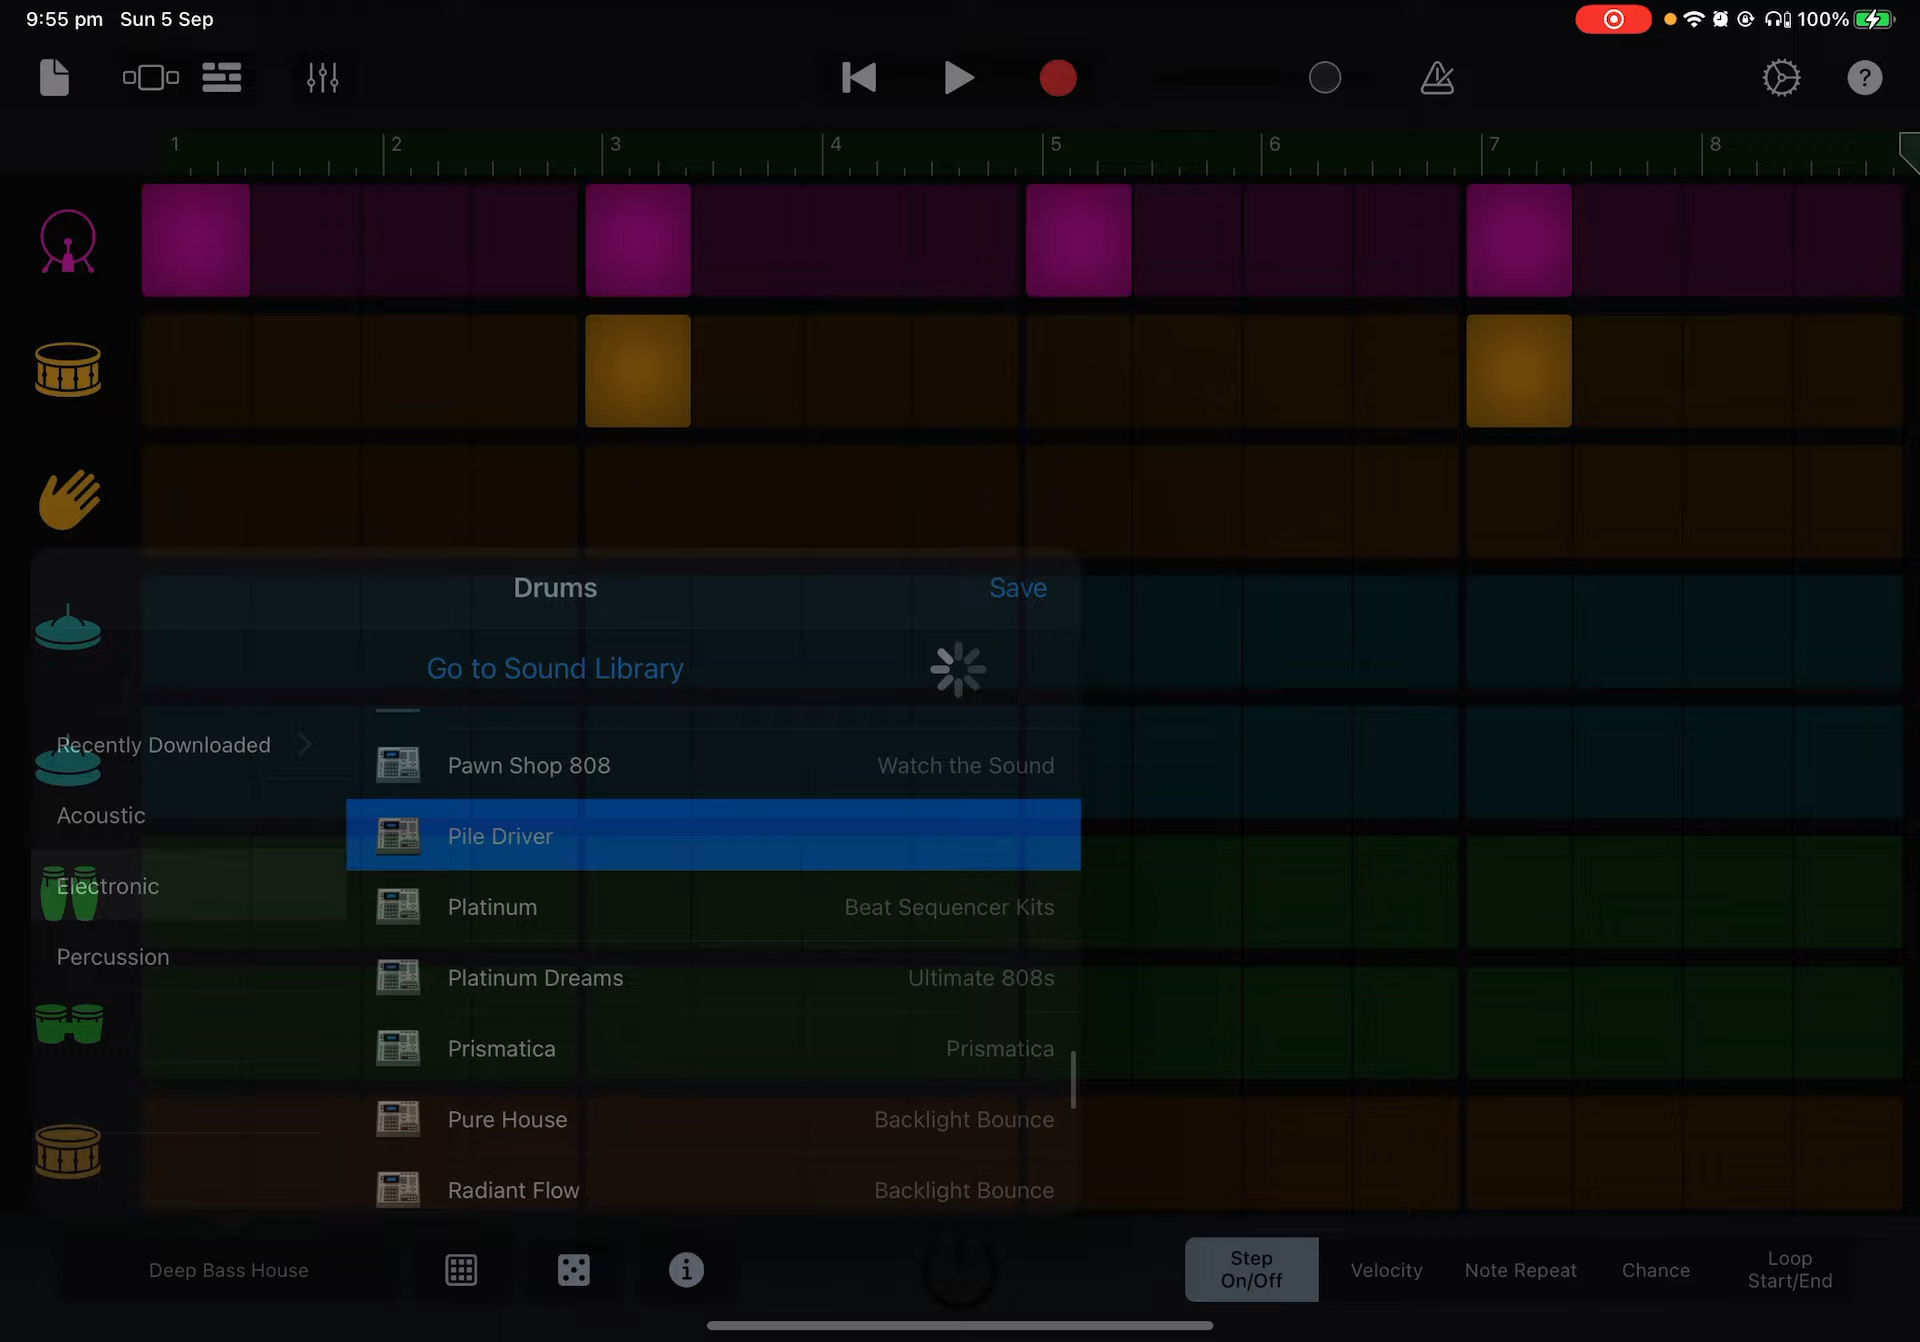 9:55 pm Sun 5 Sep
100%
?
1 2 3 4 5 6 7 8
Drums
Save
Go to Sound Library
Recently Downloaded
Acoustic
Electronic
Percussion
Pawn Shop 808 Watch the Sound
Pile Driver
Platinum Beat Sequencer Kits
Platinum Dreams Ultimate 808s
Prismatica Prismatica
Pure House Backlight Bounce
Radiant Flow Backlight Bounce
Deep Bass House
Step
On/Off
Velocity
Note Repeat
Chance
Loop
Start/End